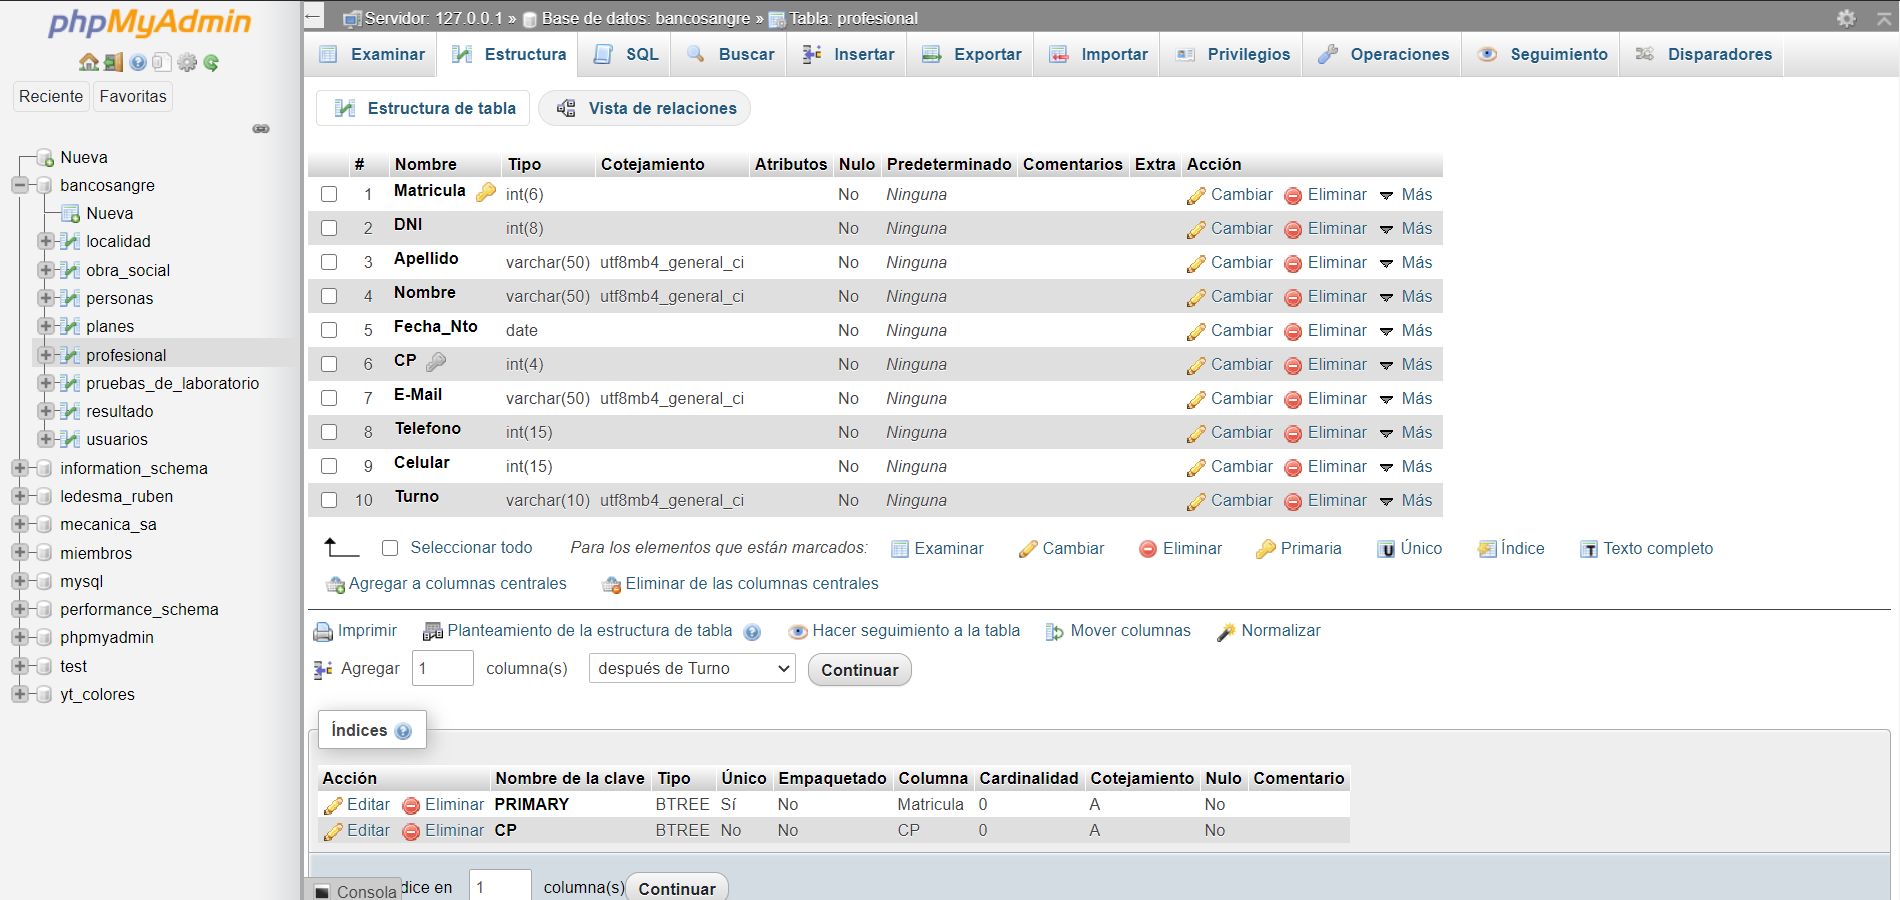 phpMyAdmin
Reciente Favoritas
Nueva
bancosangre
Nueva
localidad
obra_social
personas
planes
profesional
pruebas_de_laboratorio
resultado
usuarios
information_schema
ledesma_ruben
mecanica_sa
miembros
mysql
performance_schema
phpmyadmin
test
yt_colores
Servidor: 127.0.0.1 » Base de datos: bancosangre » Tabla: profesional
Examinar Estructura SQL Buscar Insertar Exportar Importar Privilegios Operaciones Seguimiento Disparadores
Estructura de tabla Vista de relaciones
# Nombre Tipo Cotejamiento Atributos Nulo Predeterminado Comentarios Extra Acción
1 Matricula int(6) No Ninguna Cambiar Eliminar Más
2 DNI int(8) No Ninguna Cambiar Eliminar Más
3 Apellido varchar(50) utf8mb4_general_ci No Ninguna Cambiar Eliminar Más
4 Nombre varchar(50) utf8mb4_general_ci No Ninguna Cambiar Eliminar Más
5 Fecha_Nto date No Ninguna Cambiar Eliminar Más
6 CP int(4) No Ninguna Cambiar Eliminar Más
7 E-Mail varchar(50) utf8mb4_general_ci No Ninguna Cambiar Eliminar Más
8 Telefono int(15) No Ninguna Cambiar Eliminar Más
9 Celular int(15) No Ninguna Cambiar Eliminar Más
10 Turno varchar(10) utf8mb4_general_ci No Ninguna Cambiar Eliminar Más
Seleccionar todo Para los elementos que están marcados: Examinar Cambiar Eliminar Primaria Único Índice Texto completo
Agregar a columnas centrales Eliminar de las columnas centrales
Imprimir Planteamiento de la estructura de tabla Hacer seguimiento a la tabla Mover columnas Normalizar
Agregar 1 columna(s) después de Turno Continuar
Índices
Acción Nombre de la clave Tipo Único Empaquetado Columna Cardinalidad Cotejamiento Nulo Comentario
Editar Eliminar PRIMARY BTREE Sí No Matricula 0 A No
Editar Eliminar CP BTREE No No CP 0 A No
Consola dice en 1 columna(s) Continuar